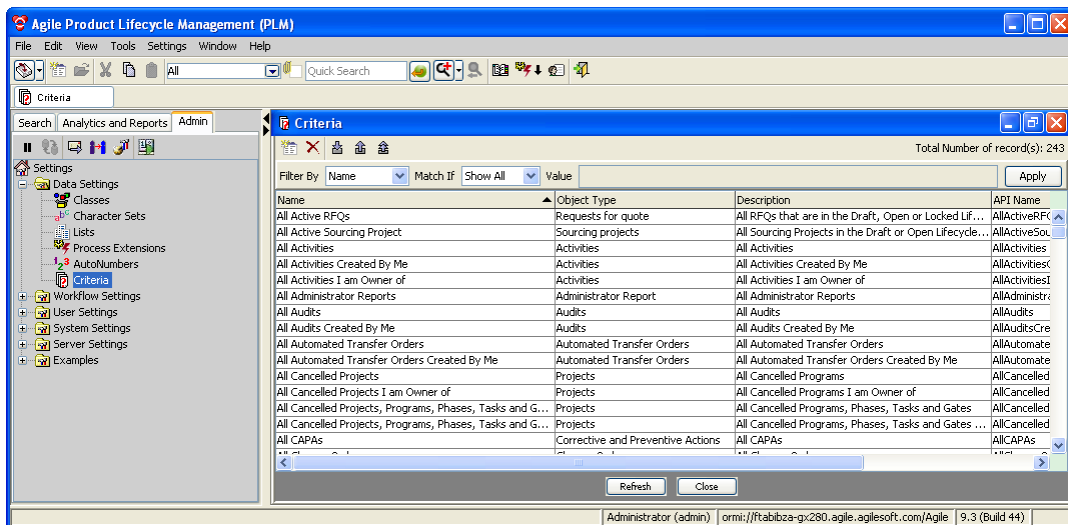 Agile Product Lifecycle Management (PLM)
File Edit View Tools Settings Window Help
All Quick Search
Criteria
Search Analytics and Reports Admin
Settings
Data Settings
Classes
Character Sets
Lists
Process Extensions
AutoNumbers
Criteria
Workflow Settings
User Settings
System Settings
Server Settings
Examples
Criteria
Total Number of record(s): 243
Filter By Name Match If Show All Value Apply
Name Object Type Description API Name
All Active RFQs Requests for quote All RFQs that are in the Draft, Open or Locked Lif... AllActiveRFQ
All Active Sourcing Project Sourcing projects All Sourcing Projects in the Draft or Open Lifecycle... AllActiveSou
All Activities Activities All Activities AllActivities
All Activities Created By Me Activities All Activities Created By Me AllActivitiesC
All Activities I am Owner of Activities All Activities I am Owner of AllActivitiesI
All Administrator Reports Administrator Report All Administrator Reports AllAdministra
All Audits Audits All Audits AllAudits
All Audits Created By Me Audits All Audits Created By Me AllAuditsCre
All Automated Transfer Orders Automated Transfer Orders All Automated Transfer Orders AllAutomate
All Automated Transfer Orders Created By Me Automated Transfer Orders All Automated Transfer Orders Created By Me AllAutomate
All Cancelled Projects Projects All Cancelled Programs AllCancelled
All Cancelled Projects I am Owner of Projects All Cancelled Programs I am Owner of AllCancelled
All Cancelled Projects, Programs, Phases, Tasks and G... Projects All Cancelled Programs, Phases, Tasks and Gates AllCancelled
All Cancelled Projects, Programs, Phases, Tasks and G... Projects All Cancelled Programs, Phases, Tasks and Gates ... AllCancelled
All CAPAs Corrective and Preventive Actions All CAPAs AllCAPAs
Refresh Close
Administrator (admin) ormi://ftabibza-gx280.agile.agilesoft.com/Agile 9.3 (Build 44)